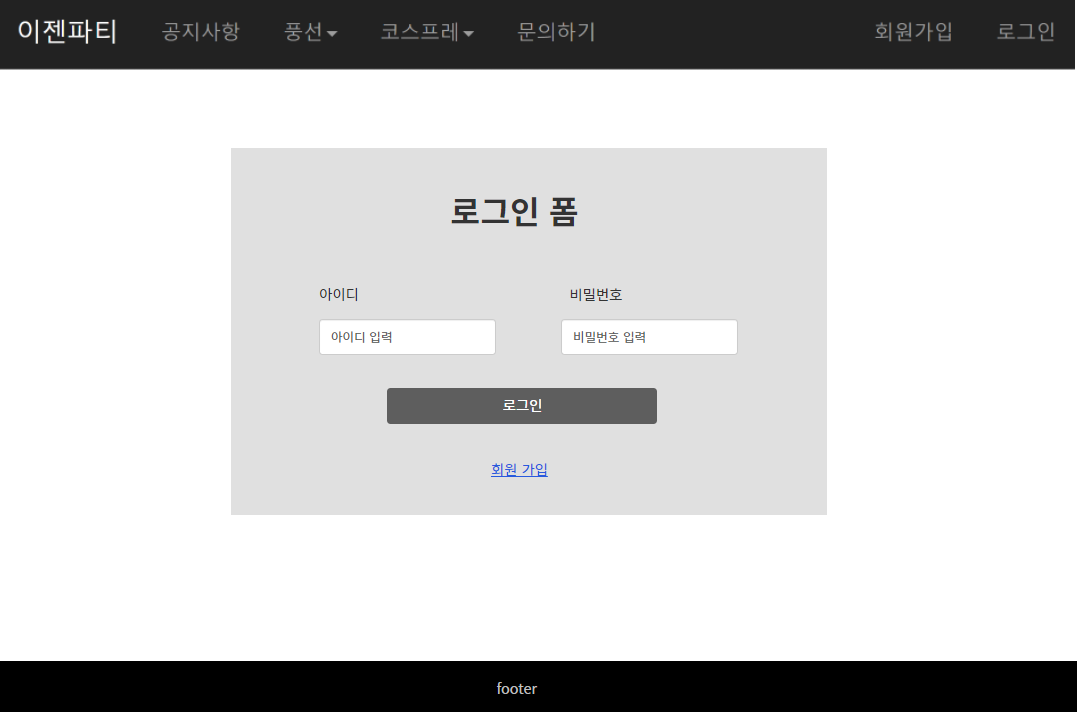 이젠파티 공지사항 풍선 코스프레 문의하기 회원가입 로그인
로그인 폼
아이디 비밀번호
아이디 입력 비밀번호 입력
로그인
회원 가입
footer